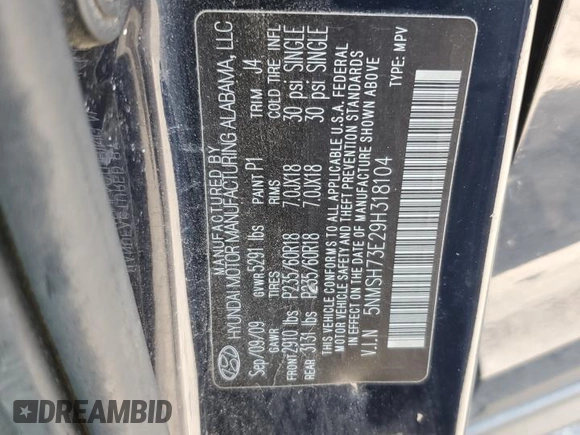 MANUFACTURED BY
HYUNDAI MOTOR MANUFACTURING ALABAMA, LLC
Sep/09/09 GVWR 5291 lbs PAINT P1 TRIM J4
GAWR TIRES RIMS COLD TIRE INFL
FRONT 2910 lbs P235/60R18 7.0JX18 30 psi SINGLE
REAR 3131 lbs P235/60R18 7.0JX18 30 psi SINGLE
THIS VEHICLE CONFORMS TO ALL APPLICABLE U.S.A. FEDERAL
MOTOR VEHICLE SAFETY AND THEFT PREVENTION STANDARDS
IN EFFECT ON THE DATE OF MANUFACTURE SHOWN ABOVE
V.I.N 5NMSH73E29H318104 TYPE: MPV
DREAMBID